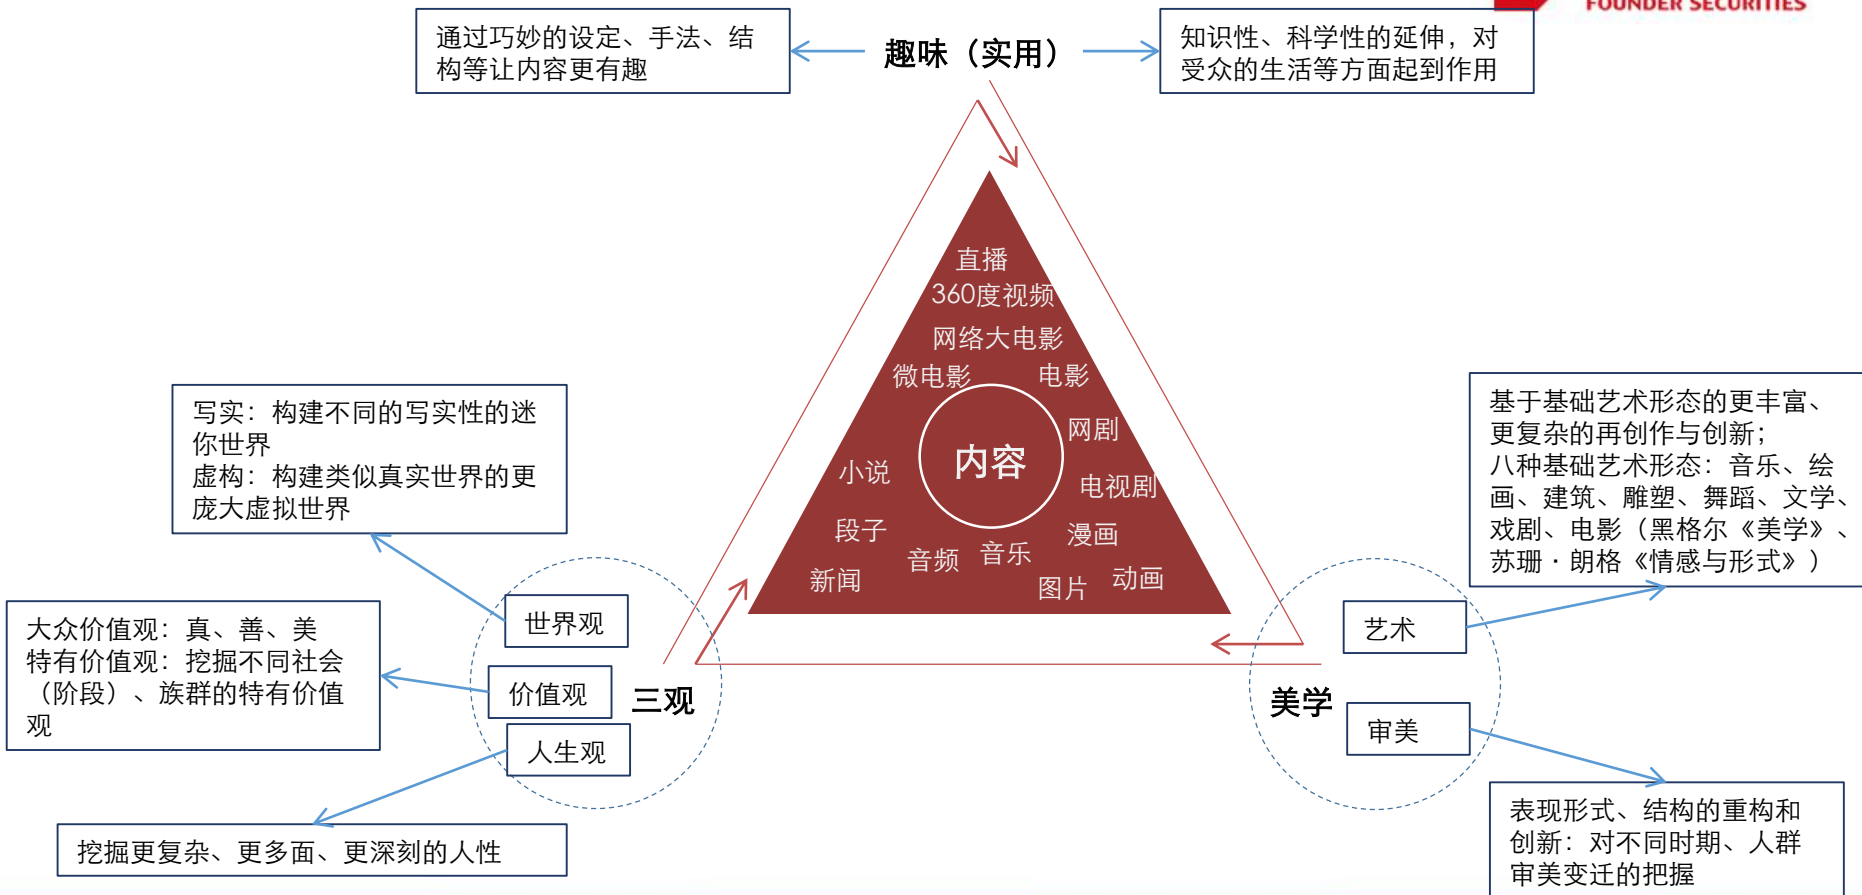 FOUNDER SECURITIES
通过巧妙的设定、手法、结
构等让内容更有趣
趣味（实用）
知识性、科学性的延伸，对
受众的生活等方面起到作用
直播
360度视频
网络大电影
微电影
电影
网剧
内容
小说
电视剧
段子
漫画
音频
音乐
新闻
图片
动画
写实：构建不同的写实性的迷
你世界
虚构：构建类似真实世界的更
庞大虚拟世界
世界观
大众价值观：真、善、美
特有价值观：挖掘不同社会
（阶段）、族群的特有价值
观
价值观
三观
人生观
挖掘更复杂、更多面、更深刻的人性
基于基础艺术形态的更丰富、
更复杂的再创作与创新；
八种基础艺术形态：音乐、绘
画、建筑、雕塑、舞蹈、文学、
戏剧、电影（黑格尔《美学》、
苏珊·朗格《情感与形式》）
艺术
美学
审美
表现形式、结构的重构和
创新：对不同时期、人群
审美变迁的把握